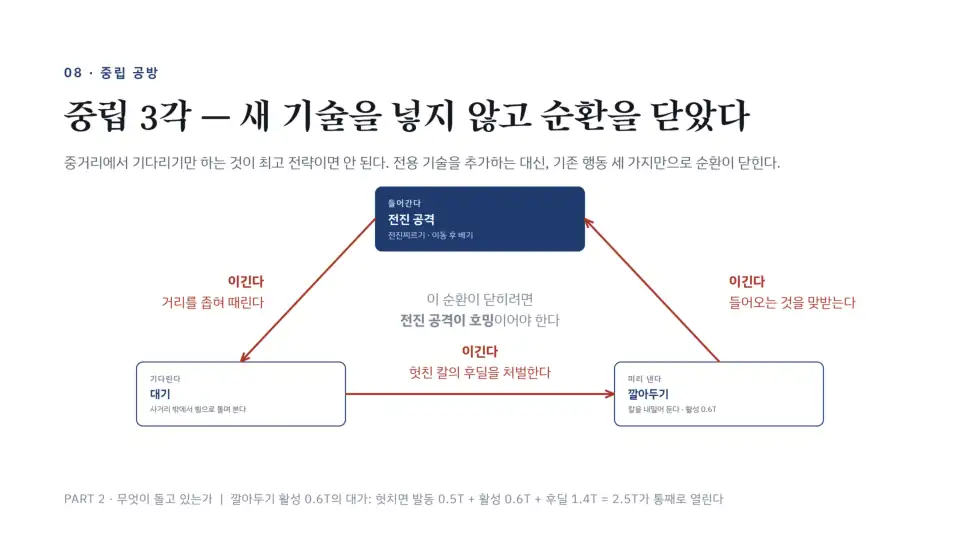 08 · 중립 공방
중립 3각 — 새 기술을 넣지 않고 순환을 닫았다
중거리에서 기다리기만 하는 것이 최고 전략이면 안 된다. 전용 기술을 추가하는 대신, 기존 행동 세 가지만으로 순환이 닫힌다.
들어간다
전진 공격
전진찌르기 · 이동 후 베기
이긴다
거리를 좁혀 때린다
이긴다
들어오는 것을 맞받는다
이 순환이 닫히려면
전진 공격이 호밍이어야 한다
이긴다
헛친 칼의 후딜을 처벌한다
기다린다
대기
사거리 밖에서 횡으로 돌며 본다
미리 낸다
깔아두기
칼을 내밀어 둔다 · 활성 0.6T
PART 2 · 무엇이 돌고 있는가 | 깔아두기 활성 0.6T의 대가: 헛치면 발동 0.5T + 활성 0.6T + 후딜 1.4T = 2.5T가 통째로 열린다